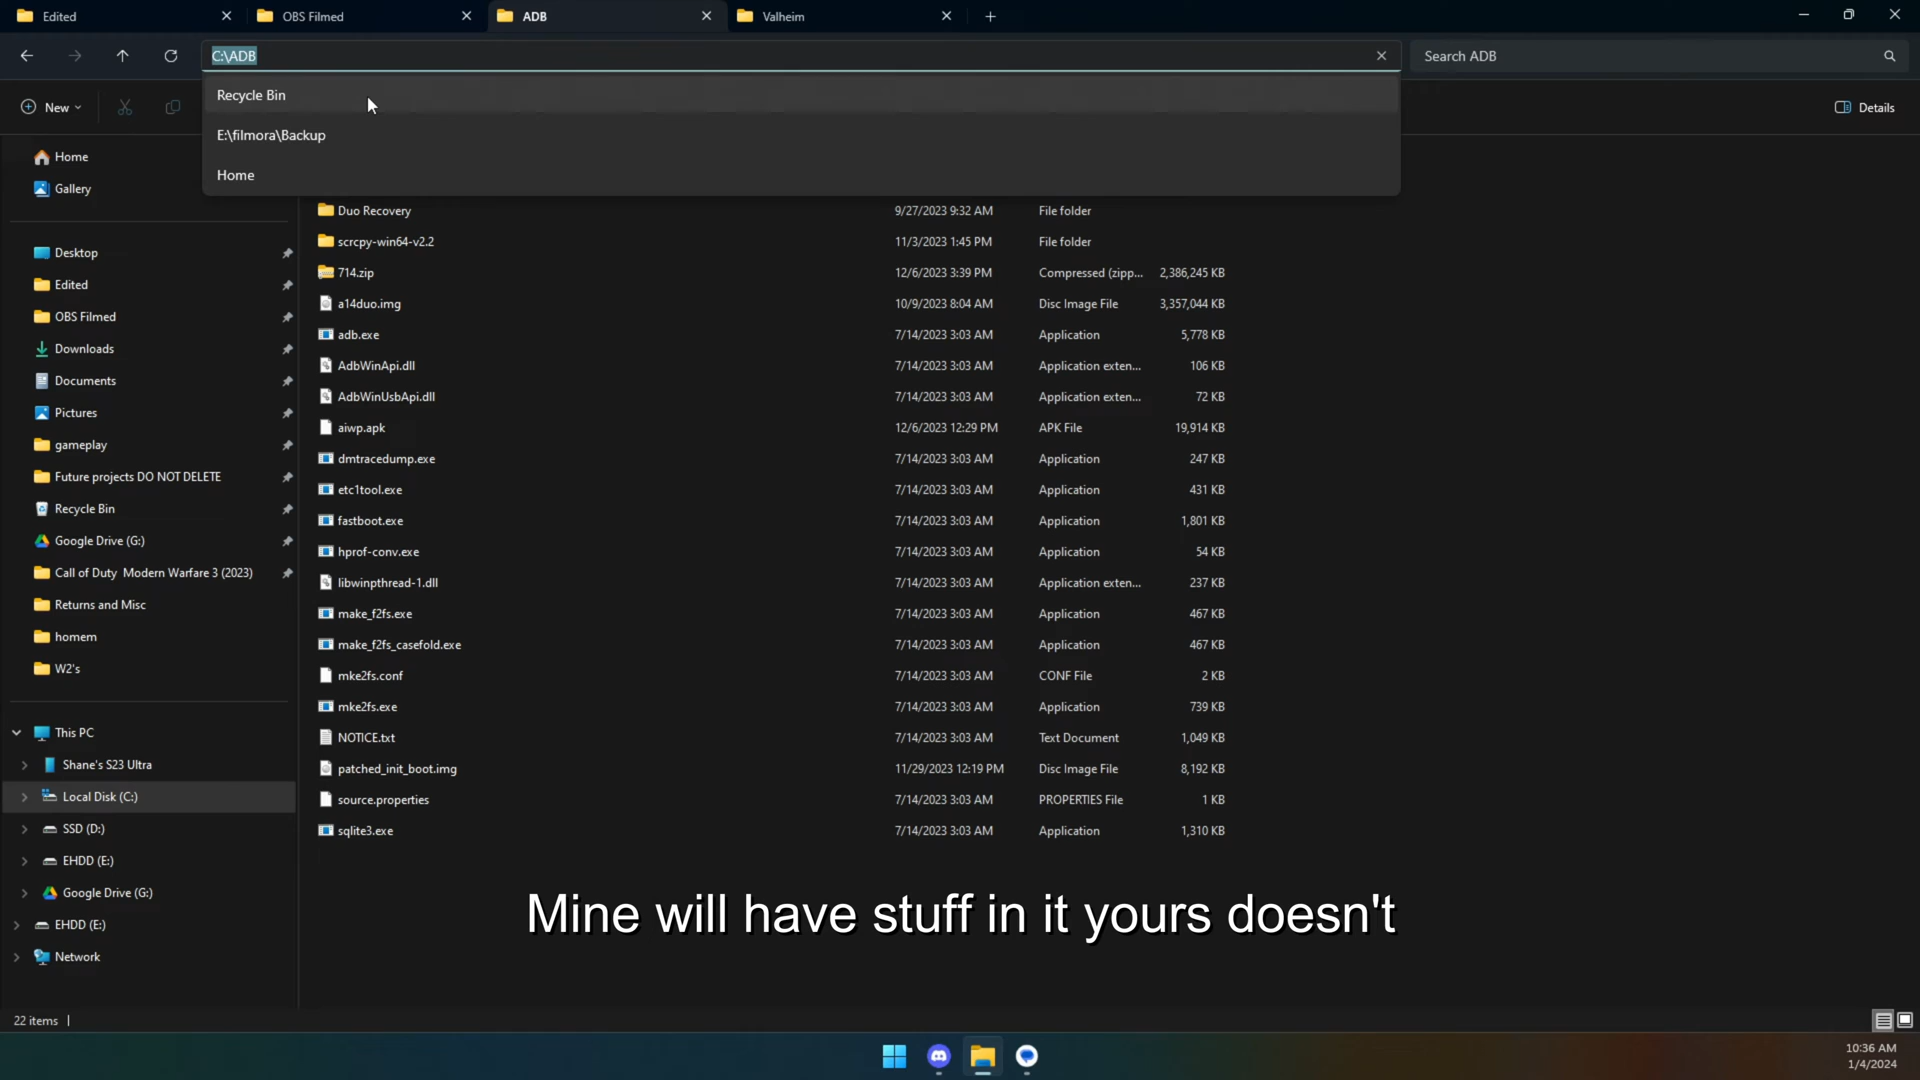 Edited
OBS Filmed
ADB
Valheim
C:\ADB
Search ADB
New
Details
Recycle Bin
E:\filmora\Backup
Home
Home
Gallery
Desktop
Edited
OBS Filmed
Downloads
Documents
Pictures
gameplay
Future projects DO NOT DELETE
Recycle Bin
Google Drive (G:)
Call of Duty Modern Warfare 3 (2023)
Returns and Misc
homem
W2's
This PC
Shane's S23 Ultra
Local Disk (C:)
SSD (D:)
EHDD (E:)
Google Drive (G:)
EHDD (E:)
Network
Duo Recovery 9/27/2023 9:32 AM File folder
scrcpy-win64-v2.2 11/3/2023 1:45 PM File folder
714.zip 12/6/2023 3:39 PM Compressed (zipp... 2,386,245 KB
a14duo.img 10/9/2023 8:04 AM Disc Image File 3,357,044 KB
adb.exe 7/14/2023 3:03 AM Application 5,778 KB
AdbWinApi.dll 7/14/2023 3:03 AM Application exten... 106 KB
AdbWinUsbApi.dll 7/14/2023 3:03 AM Application exten... 72 KB
aiwp.apk 12/6/2023 12:29 PM APK File 19,914 KB
dmtracedump.exe 7/14/2023 3:03 AM Application 247 KB
etc1tool.exe 7/14/2023 3:03 AM Application 431 KB
fastboot.exe 7/14/2023 3:03 AM Application 1,801 KB
hprof-conv.exe 7/14/2023 3:03 AM Application 54 KB
libwinpthread-1.dll 7/14/2023 3:03 AM Application exten... 237 KB
make_f2fs.exe 7/14/2023 3:03 AM Application 467 KB
make_f2fs_casefold.exe 7/14/2023 3:03 AM Application 467 KB
mke2fs.conf 7/14/2023 3:03 AM CONF File 2 KB
mke2fs.exe 7/14/2023 3:03 AM Application 739 KB
NOTICE.txt 7/14/2023 3:03 AM Text Document 1,049 KB
patched_init_boot.img 11/29/2023 12:19 PM Disc Image File 8,192 KB
source.properties 7/14/2023 3:03 AM PROPERTIES File 1 KB
sqlite3.exe 7/14/2023 3:03 AM Application 1,310 KB
Mine will have stuff in it yours doesn't
22 items
10:36 AM
1/4/2024